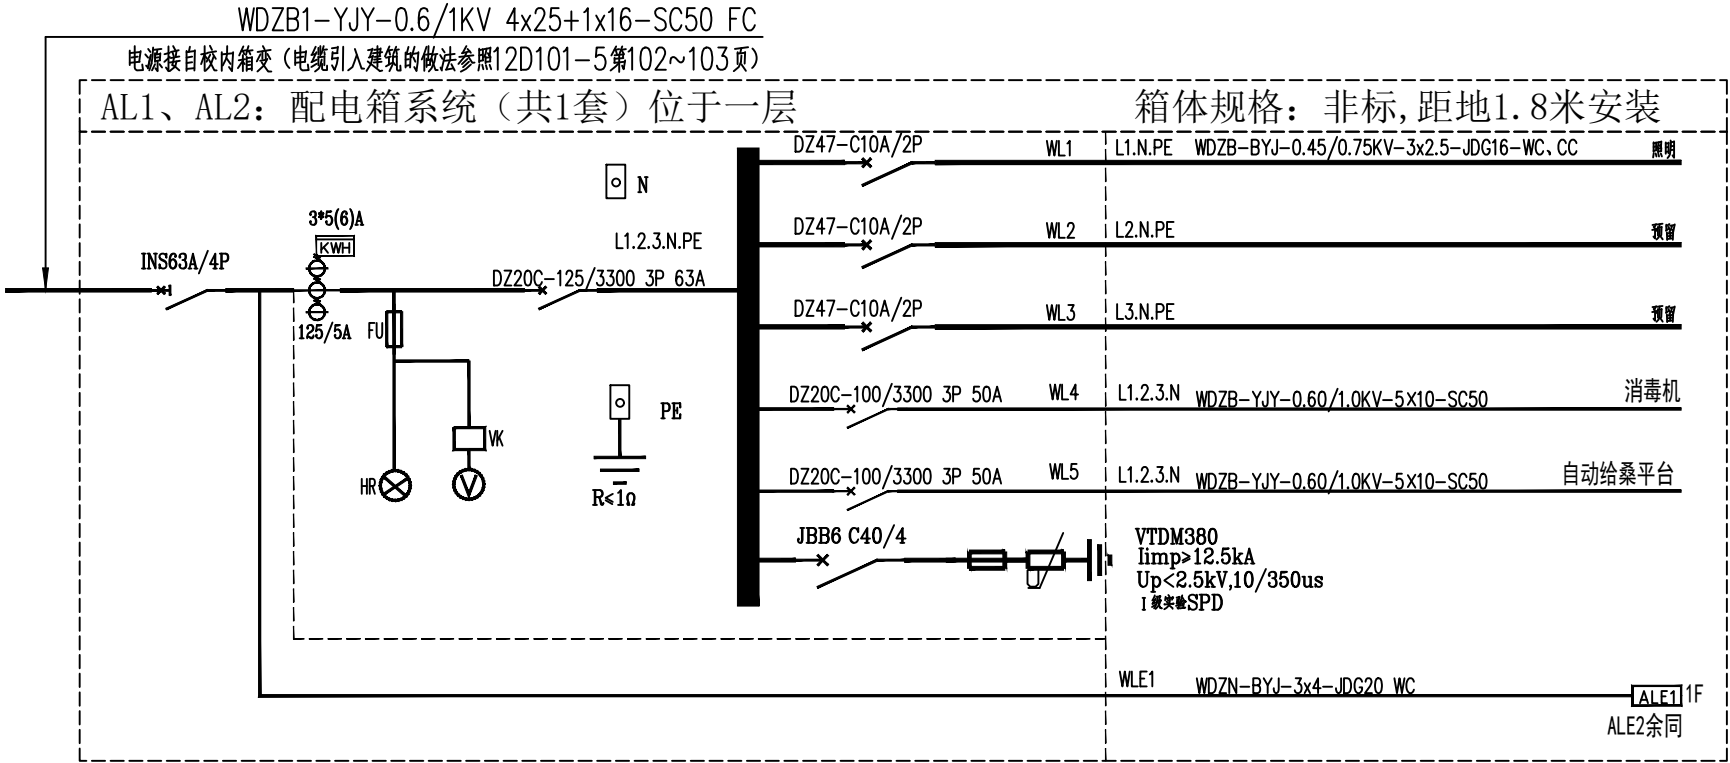 WDZB1-YJY-0.6/1KV 4x25+1x16-SC50 FC
电源接自校内箱变（电缆引入建筑的做法参照12D101-5第102~103页）
AL1、AL2：配电箱系统（共1套）位于一层
箱体规格：非标,距地1.8米安装
DZ47-C10A/2P
WL1
L1.N.PE
WDZB-BYJ-0.45/0.75KV-3x2.5-JDG16-WC、CC
照明
N
3*5(6)A
KWH
DZ47-C10A/2P
WL2
L2.N.PE
预留
L1.2.3.N.PE
INS63A/4P
DZ20C-125/3300 3P 63A
DZ47-C10A/2P
WL3
L3.N.PE
预留
125/5A
FU
DZ20C-100/3300 3P 50A
WL4
L1.2.3.N
WDZB-YJY-0.60/1.0KV-5X10-SC50
消毒机
PE
VK
DZ20C-100/3300 3P 50A
WL5
L1.2.3.N
WDZB-YJY-0.60/1.0KV-5X10-SC50
自动给桑平台
HR
V
R≤1Ω
JBB6 C40/4
VTDM380
Iimp≥12.5kA
Up<2.5kV,10/350us
I 级实验SPD
WLE1
WDZN-BYJ-3x4-JDG20 WC
ALE1
1F
ALE2余同